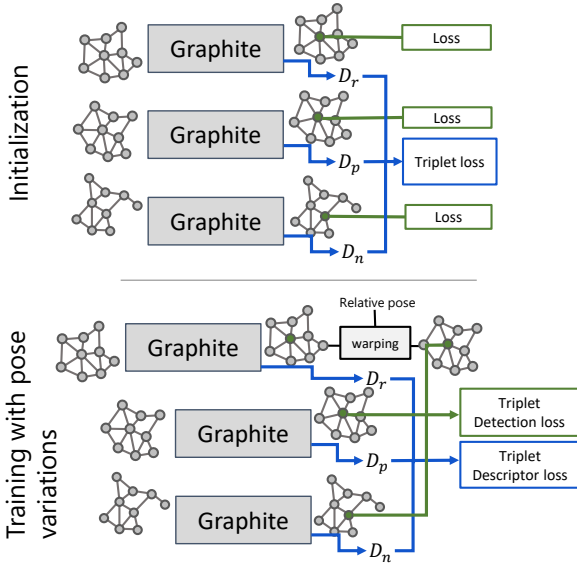 Initialization
Graphite
Loss
D_r
Graphite
Loss
D_p
Triplet loss
Graphite
Loss
D_n
Training with pose
variations
Relative pose
Graphite
warping
D_r
Graphite
Triplet
Detection loss
D_p
Triplet
Descriptor loss
Graphite
D_n